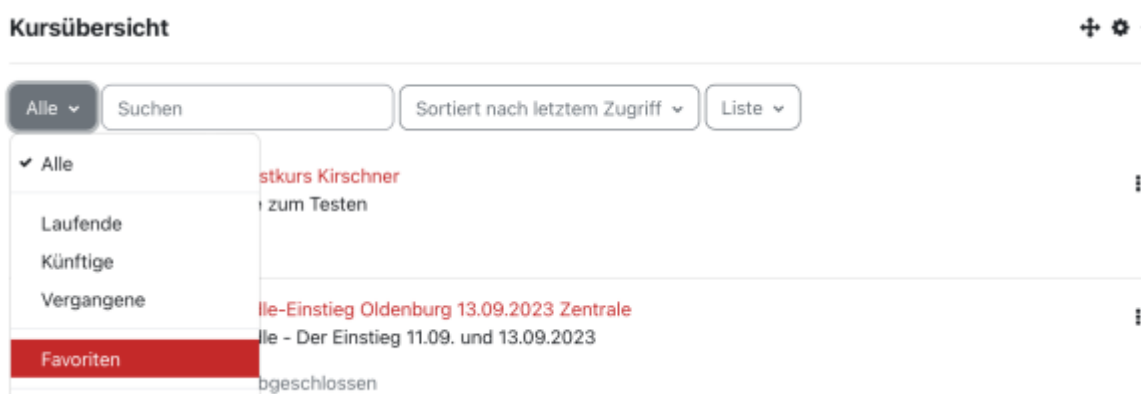 Kursübersicht
Alle
Suchen
Sortiert nach letztem Zugriff
Liste
Alle
Laufende
Künftige
Vergangene
Favoriten
stkurs Kirschner
zum Testen
lle-Einstieg Oldenburg 13.09.2023 Zentrale
lle - Der Einstieg 11.09. und 13.09.2023
bgeschlossen